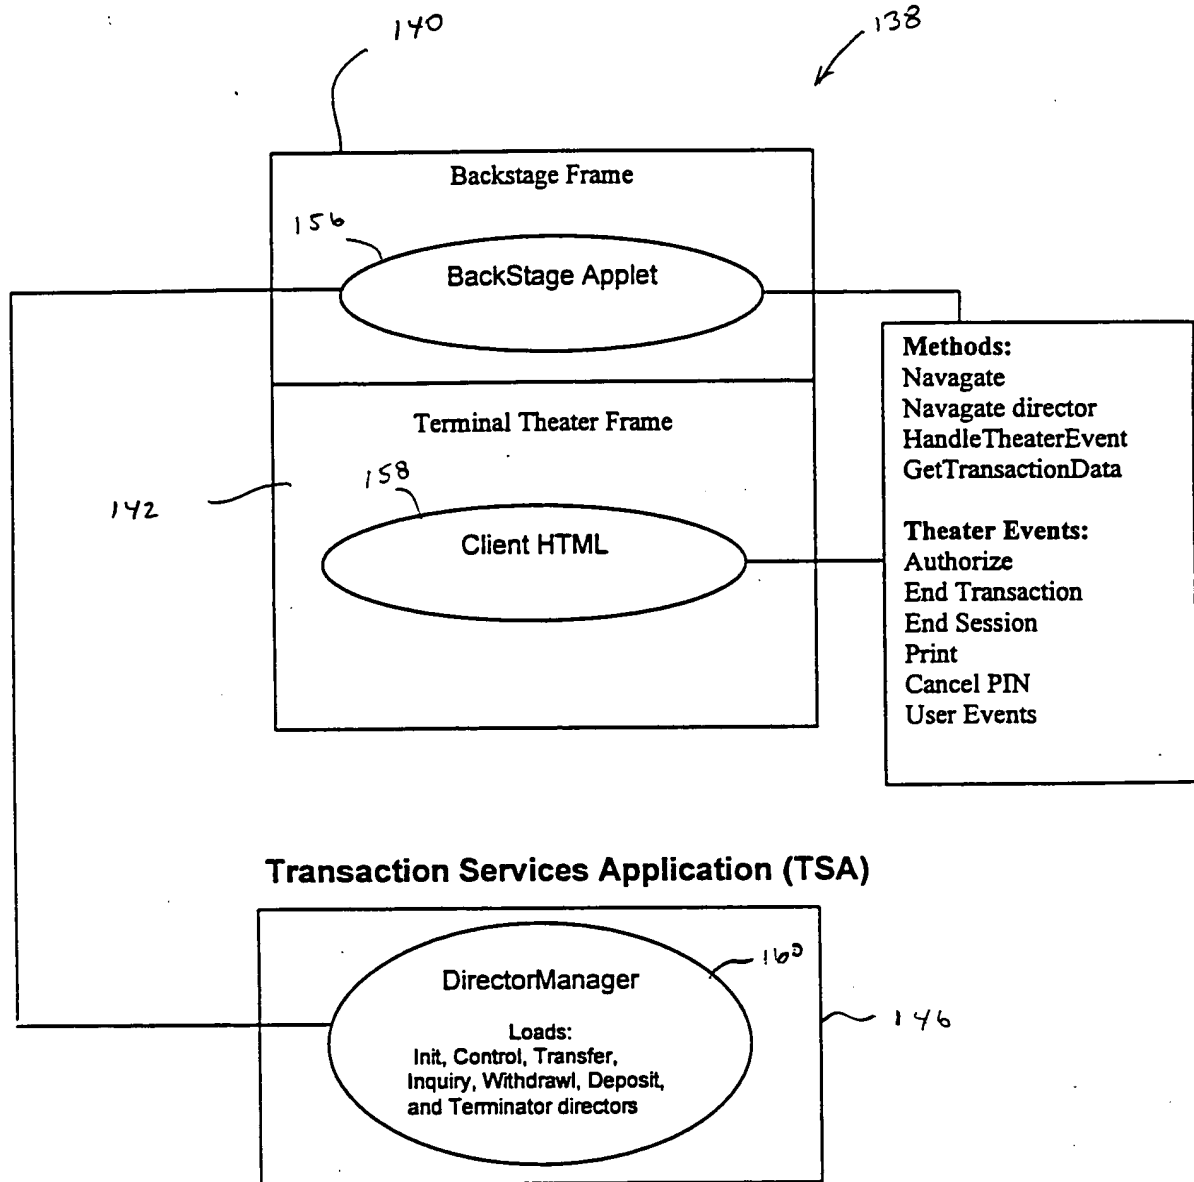 140
138
Backstage Frame
156
BackStage Applet
Methods:
Navagate
Navagate director
HandleTheaterEvent
GetTransactionData
Terminal Theater Frame
158
142
Client HTML
Theater Events:
Authorize
End Transaction
End Session
Print
Cancel PIN
User Events
Transaction Services Application (TSA)
160
DirectorManager
146
Loads:
Init, Control, Transfer,
Inquiry, Withdrawl, Deposit,
and Terminator directors